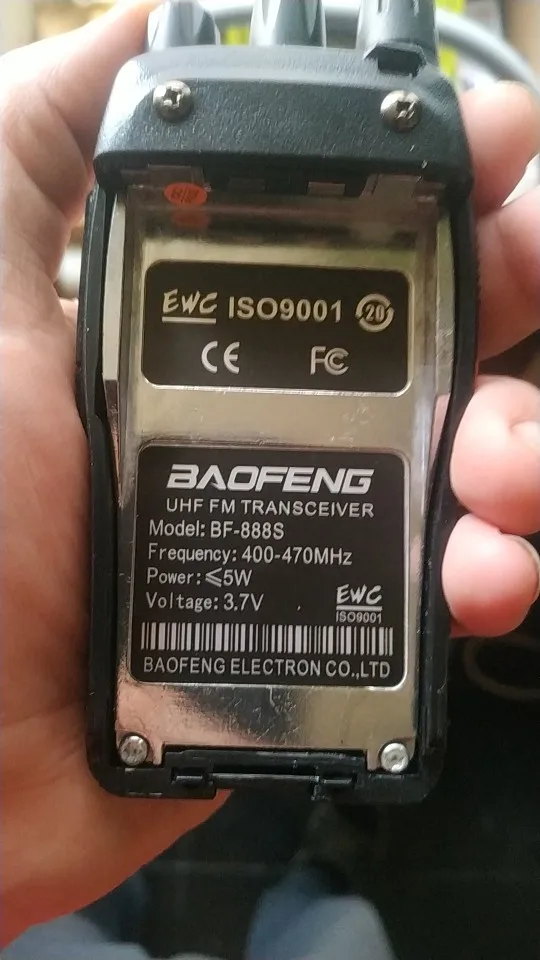 EWC ISO9001 20
CE FC
BAOFENG
UHF FM TRANSCEIVER
Model: BF-888S
Frequency: 400-470MHz
Power: ≤5W
Voltage: 3.7V
EWC
ISO9001
BAOFENG ELECTRON CO.,LTD